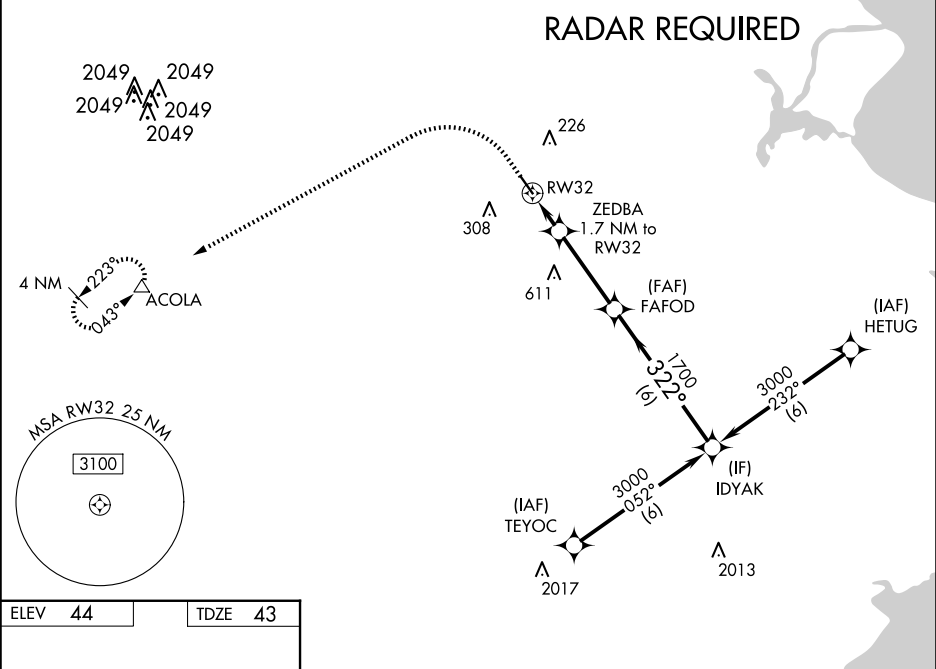 RADAR REQUIRED
2049
2049
2049
2049
2049
226
RW32
308
ZEDBA
1.7 NM to
RW32
611
4 NM
223°
043°
ACOLA
(FAF)
FAFOD
(IAF)
HETUG
1700
322°
(6)
3000
232°
(6)
MSA RW32 25 NM
3100
(IF)
IDYAK
(IAF)
TEYOC
3000
052°
(6)
2017
2013
ELEV 44
TDZE 43